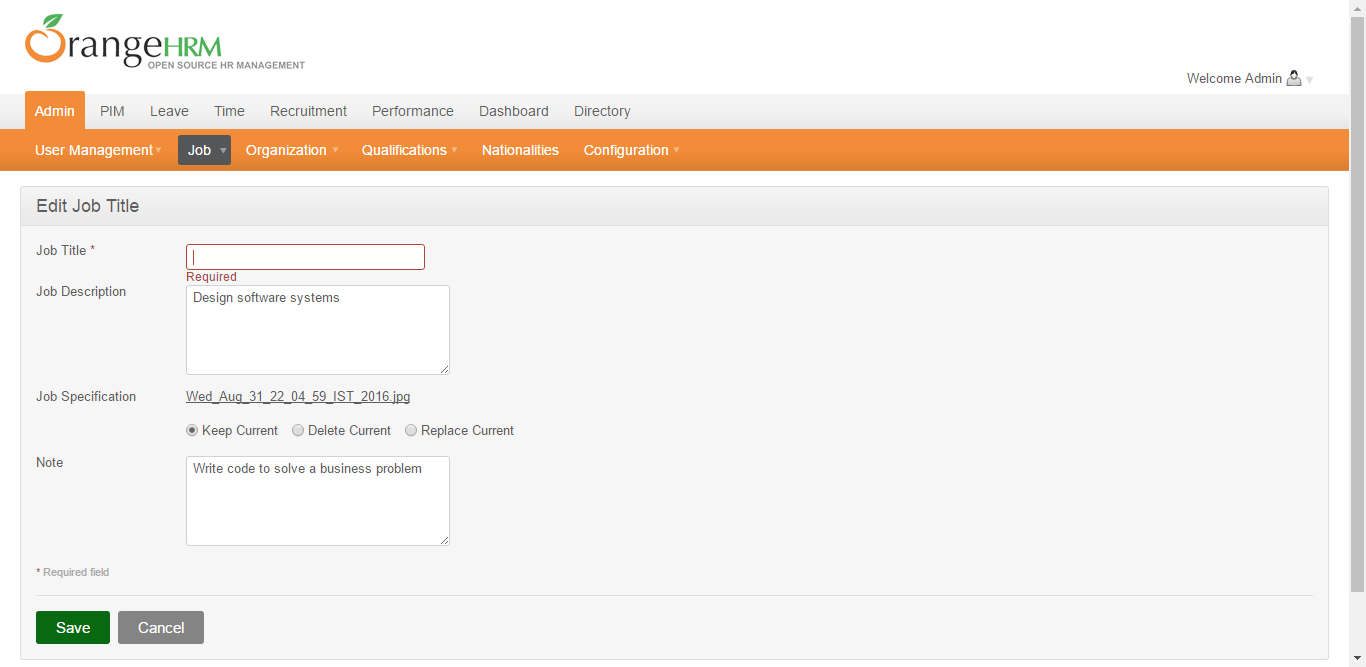 OrangeHRM
OPEN SOURCE HR MANAGEMENT
Welcome Admin
Admin PIM Leave Time Recruitment Performance Dashboard Directory
User Management Job Organization Qualifications Nationalities Configuration
Edit Job Title
Job Title *
Required
Job Description
Design software systems
Job Specification Wed_Aug_31_22_04_59_IST_2016.jpg
Keep Current Delete Current Replace Current
Note
Write code to solve a business problem
* Required field
Save Cancel